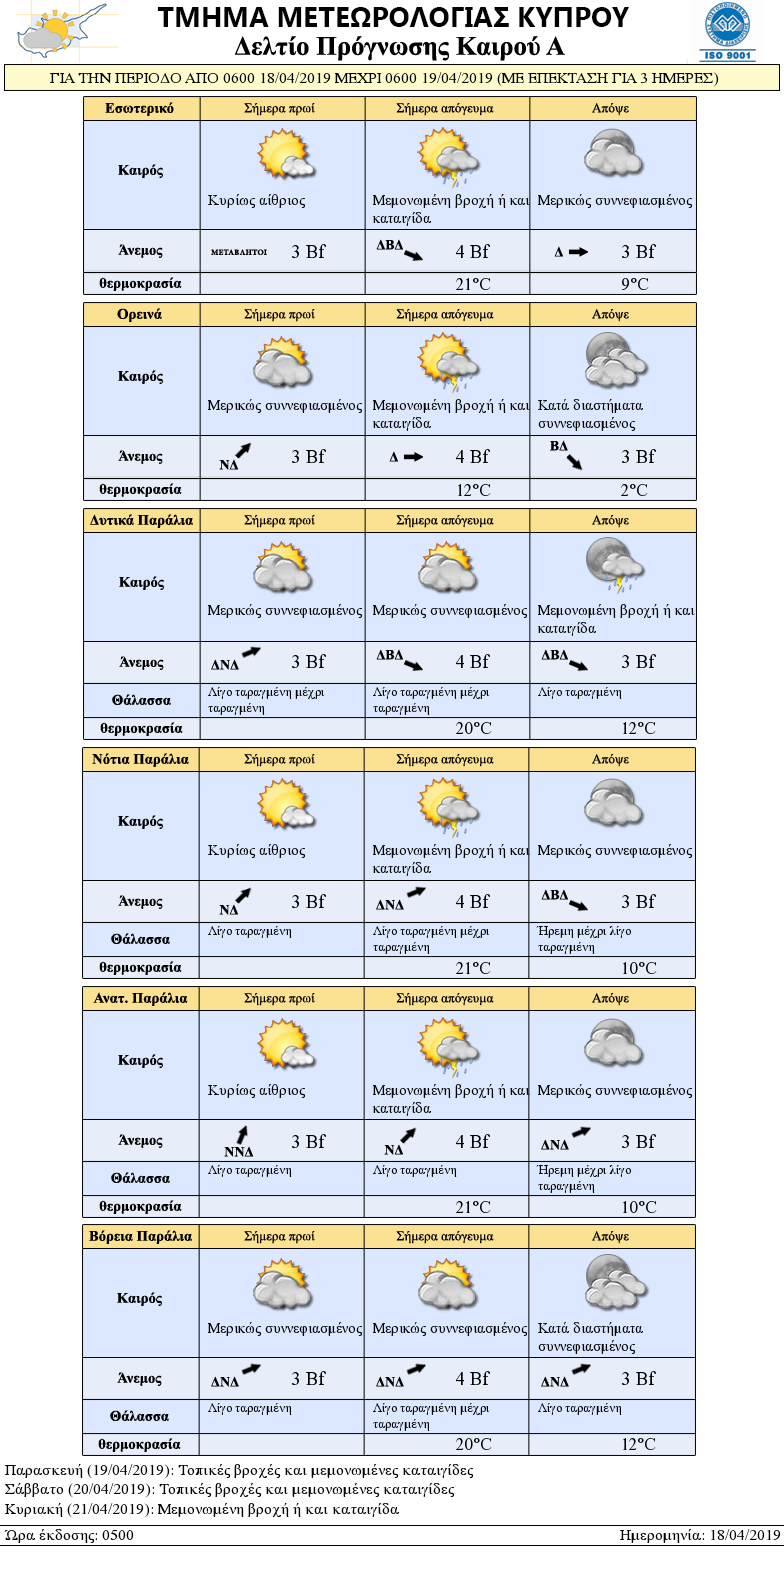 ΤΜΗΜΑ ΜΕΤΕΩΡΟΛΟΓΙΑΣ ΚΥΠΡΟΥ
Δελτίο Πρόγνωσης Καιρού Α
ISO 9001
ΓΙΑ ΤΗΝ ΠΕΡΙΟΔΟ ΑΠΟ 0600 18/04/2019 ΜΕΧΡΙ 0600 19/04/2019 (ΜΕ ΕΠΕΚΤΑΣΗ ΓΙΑ 3 ΗΜΕΡΕΣ)
Εσωτερικό Σήμερα πρωί Σήμερα απόγευμα Απόψε
Καιρός
Κυρίως αίθριος Μεμονωμένη βροχή ή και Μερικώς συννεφιασμένος
καταιγίδα
Άνεμος ΜΕΤΑΒΛΗΤΟΙ 3 Bf ΔΒΔ 4 Bf Δ 3 Bf
θερμοκρασία 21°C 9°C
Ορεινά Σήμερα πρωί Σήμερα απόγευμα Απόψε
Καιρός
Μερικώς συννεφιασμένος Μεμονωμένη βροχή ή και Κατά διαστήματα
καταιγίδα συννεφιασμένος
Άνεμος ΝΔ 3 Bf Δ 4 Bf ΒΔ 3 Bf
θερμοκρασία 12°C 2°C
Δυτικά Παράλια Σήμερα πρωί Σήμερα απόγευμα Απόψε
Καιρός
Μερικώς συννεφιασμένος Μερικώς συννεφιασμένος Μεμονωμένη βροχή ή και
καταιγίδα
Άνεμος ΔΝΔ 3 Bf ΔΒΔ 4 Bf ΔΒΔ 3 Bf
Θάλασσα Λίγο ταραγμένη μέχρι Λίγο ταραγμένη μέχρι Λίγο ταραγμένη
ταραγμένη ταραγμένη
θερμοκρασία 20°C 12°C
Νότια Παράλια Σήμερα πρωί Σήμερα απόγευμα Απόψε
Καιρός
Κυρίως αίθριος Μεμονωμένη βροχή ή και Μερικώς συννεφιασμένος
καταιγίδα
Άνεμος ΝΔ 3 Bf ΔΝΔ 4 Bf ΔΒΔ 3 Bf
Θάλασσα Λίγο ταραγμένη Λίγο ταραγμένη μέχρι Ήρεμη μέχρι λίγο
ταραγμένη ταραγμένη
θερμοκρασία 21°C 10°C
Ανατ. Παράλια Σήμερα πρωί Σήμερα απόγευμα Απόψε
Καιρός
Κυρίως αίθριος Μεμονωμένη βροχή ή και Μερικώς συννεφιασμένος
καταιγίδα
Άνεμος ΝΝΔ 3 Bf ΝΔ 4 Bf ΔΝΔ 3 Bf
Θάλασσα Λίγο ταραγμένη Λίγο ταραγμένη Ήρεμη μέχρι λίγο
ταραγμένη
θερμοκρασία 21°C 10°C
Βόρεια Παράλια Σήμερα πρωί Σήμερα απόγευμα Απόψε
Καιρός
Μερικώς συννεφιασμένος Μερικώς συννεφιασμένος Κατά διαστήματα
συννεφιασμένος
Άνεμος ΔΝΔ 3 Bf ΔΝΔ 4 Bf ΔΝΔ 3 Bf
Θάλασσα Λίγο ταραγμένη Λίγο ταραγμένη μέχρι Λίγο ταραγμένη
ταραγμένη
θερμοκρασία 20°C 12°C
Παρασκευή (19/04/2019): Τοπικές βροχές και μεμονωμένες καταιγίδες
Σάββατο (20/04/2019): Τοπικές βροχές και μεμονωμένες καταιγίδες
Κυριακή (21/04/2019): Μεμονωμένη βροχή ή και καταιγίδα
Ώρα έκδοσης: 0500 Ημερομηνία: 18/04/2019